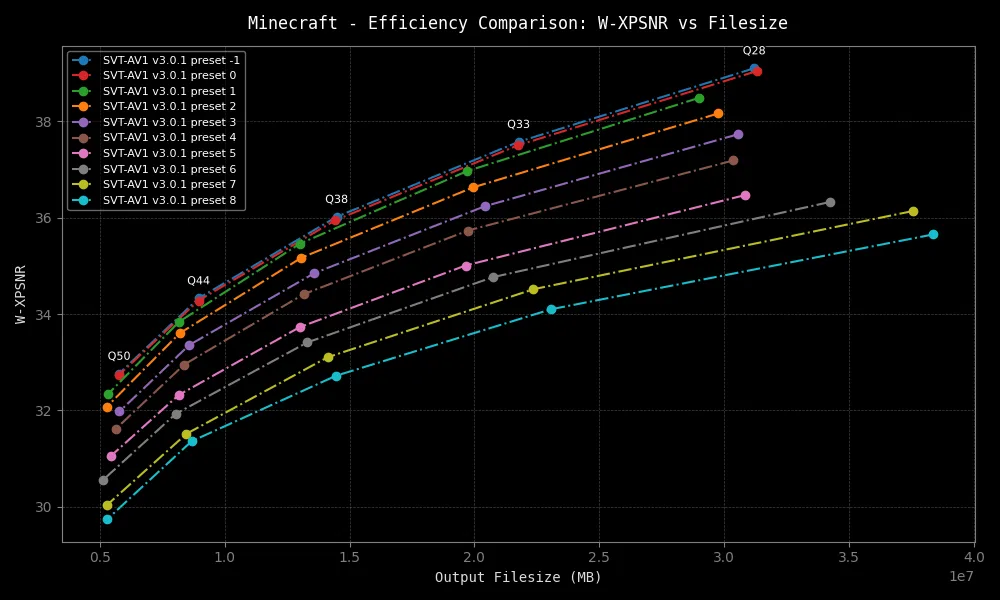 Minecraft - Efficiency Comparison: W-XPSNR vs Filesize
SVT-AV1 v3.0.1 preset -1
SVT-AV1 v3.0.1 preset 0
SVT-AV1 v3.0.1 preset 1
SVT-AV1 v3.0.1 preset 2
SVT-AV1 v3.0.1 preset 3
SVT-AV1 v3.0.1 preset 4
SVT-AV1 v3.0.1 preset 5
SVT-AV1 v3.0.1 preset 6
SVT-AV1 v3.0.1 preset 7
SVT-AV1 v3.0.1 preset 8
Q28
Q33
Q38
Q44
Q50
W-XPSNR
38
36
34
32
30
0.5 1.0 1.5 2.0 2.5 3.0 3.5 4.0
1e7
Output Filesize (MB)